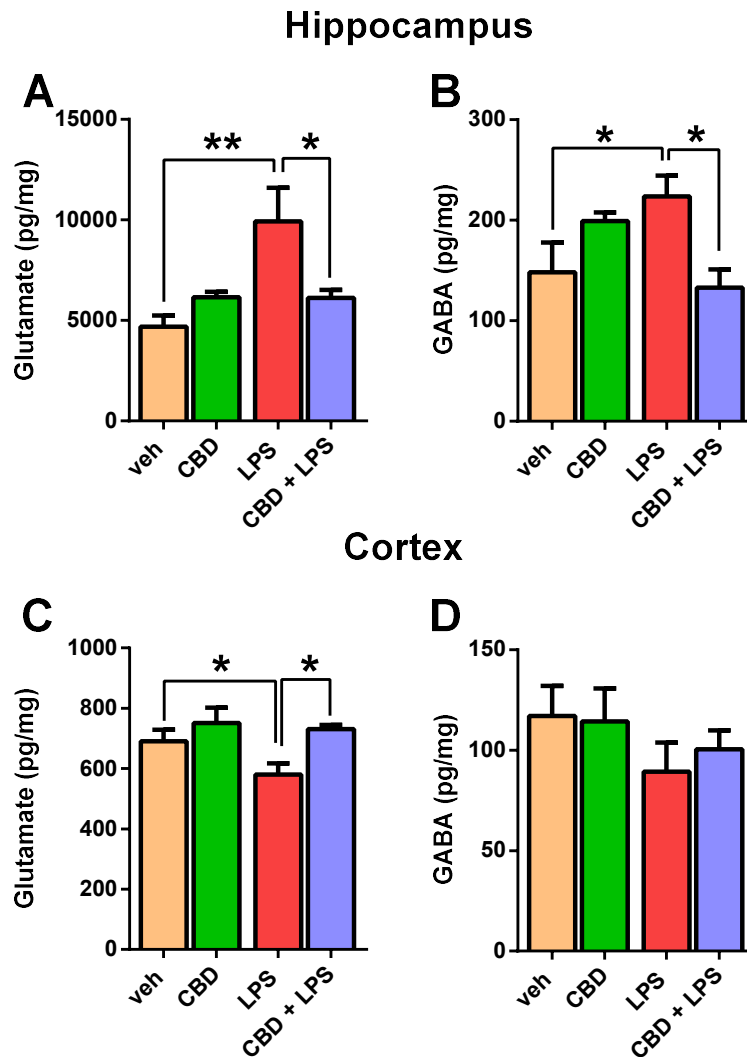 Hippocampus
A
B
Glutamate (pg/mg)
15000
10000
5000
0
** *
veh CBD LPS CBD + LPS
GABA (pg/mg)
300
200
100
0
* *
veh CBD LPS CBD + LPS
Cortex
C
D
Glutamate (pg/mg)
1000
800
600
400
200
0
* *
veh CBD LPS CBD + LPS
GABA (pg/mg)
150
100
50
0
veh CBD LPS CBD + LPS